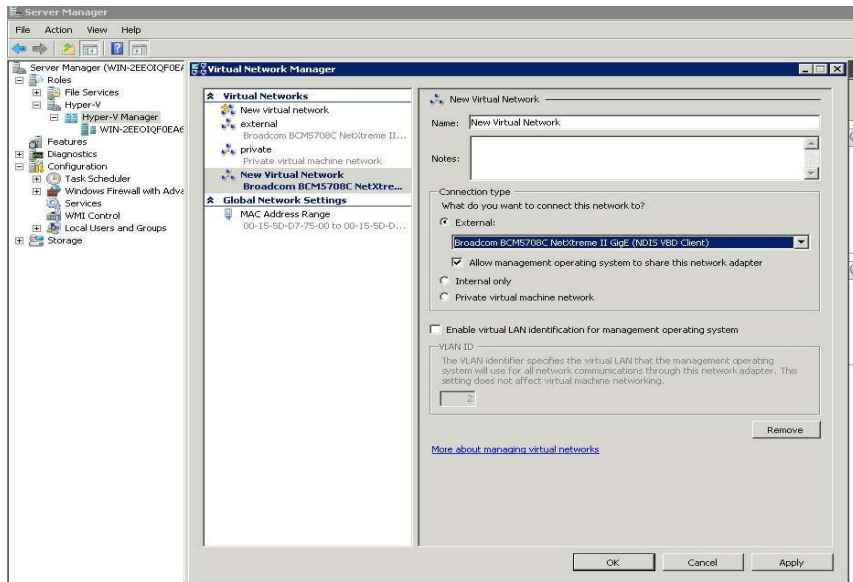 Server Manager
File Action View Help
Server Manager (WIN-2EEOIQF0EA
Roles
File Services
Hyper-V
Hyper-V Manager
WIN-2EEOIQF0EA6
Features
Diagnostics
Configuration
Task Scheduler
Windows Firewall with Adva
Services
WMI Control
Local Users and Groups
Storage
Virtual Network Manager
Virtual Networks
New virtual network
external
Broadcom BCM5708C NetXtreme II...
private
Private virtual machine network
New Virtual Network
Broadcom BCM5708C NetXtre...
Global Network Settings
MAC Address Range
00-15-5D-D7-75-00 to 00-15-5D-D...
New Virtual Network
Name: New Virtual Network
Notes:
Connection type
What do you want to connect this network to?
External:
Broadcom BCM5708C NetXtreme II GigE (NDIS VBD Client)
Allow management operating system to share this network adapter
Internal only
Private virtual machine network
Enable virtual LAN identification for management operating system
VLAN ID
The VLAN identifier specifies the virtual LAN that the management operating
system will use for all network communications through this network adapter. This
setting does not affect virtual machine networking.
2
Remove
More about managing virtual networks
OK Cancel Apply